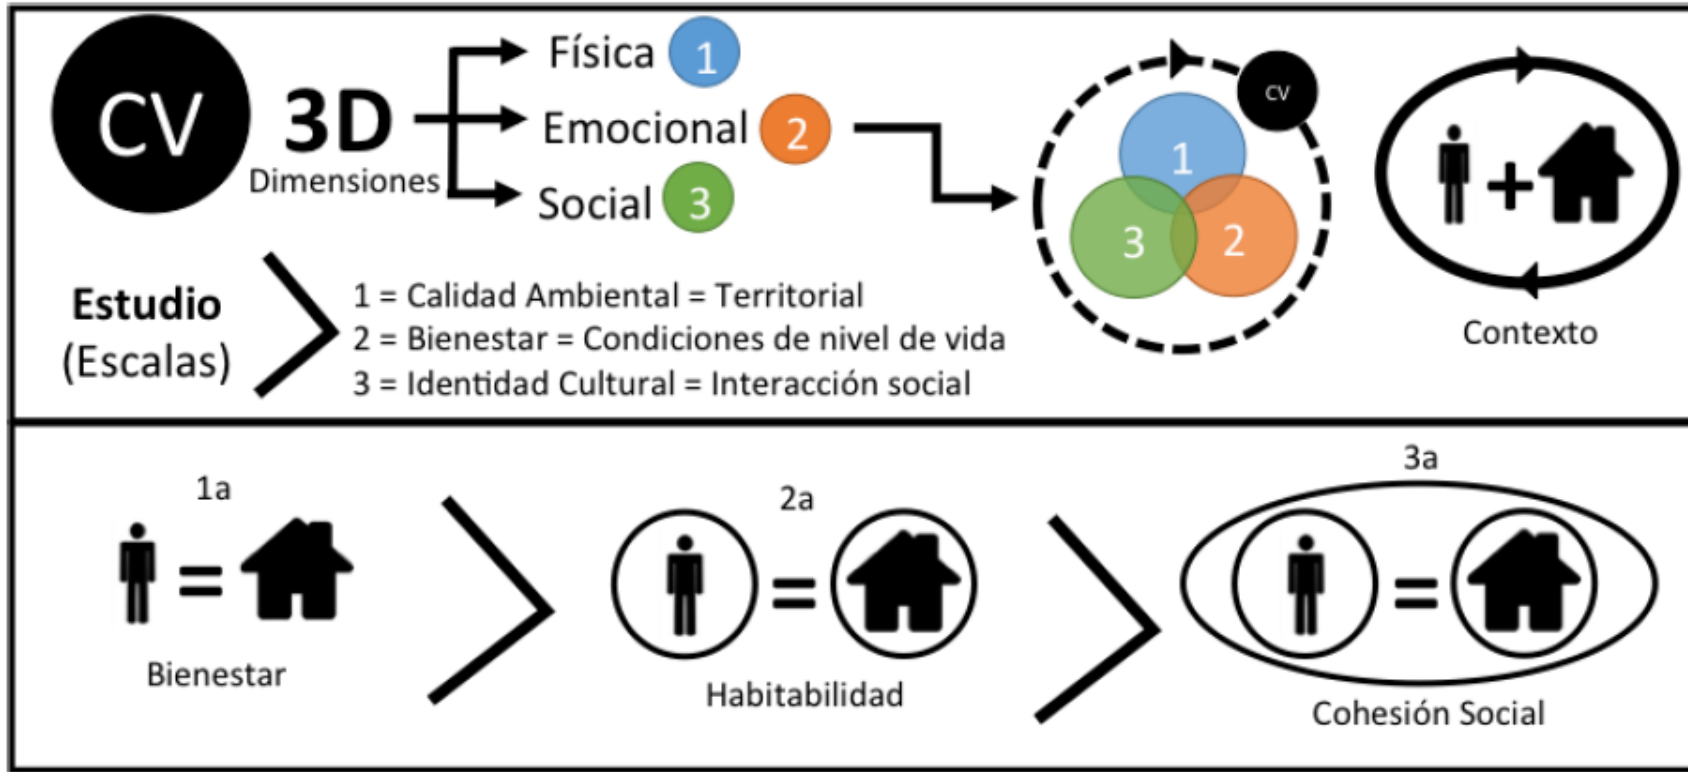 CV
3D
Dimensiones
Física 1
Emocional 2
Social 3
CV
1
3
2
+
Contexto
Estudio
(Escalas)
1 = Calidad Ambiental = Territorial
2 = Bienestar = Condiciones de nivel de vida
3 = Identidad Cultural = Interacción social
1a
=
Bienestar
2a
=
Habitabilidad
3a
=
Cohesión Social